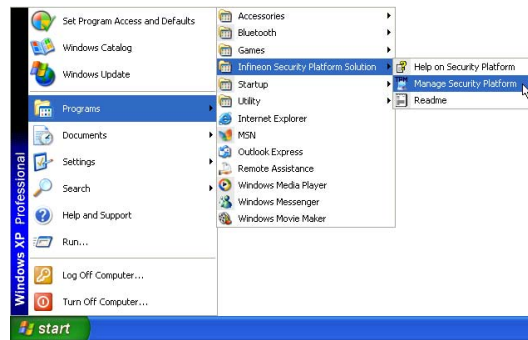 Set Program Access and Defaults
Windows Catalog
Windows Update
Programs
Documents
Settings
Search
Help and Support
Run...
Log Off Computer...
Turn Off Computer...
Windows XP Professional
start
Accessories
Bluetooth
Games
Infineon Security Platform Solution
Startup
Utility
Internet Explorer
MSN
Outlook Express
Remote Assistance
Windows Media Player
Windows Messenger
Windows Movie Maker
Help on Security Platform
Manage Security Platform
Readme